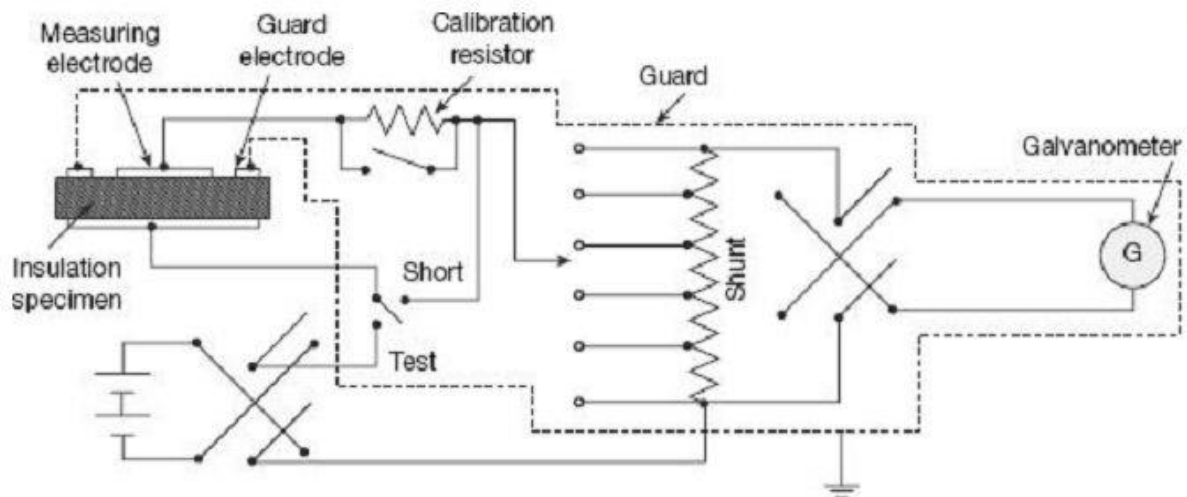 Measuring
electrode
Guard
electrode
Calibration
resistor
Guard
Galvanometer
G
Shunt
Insulation
specimen
Short
Test